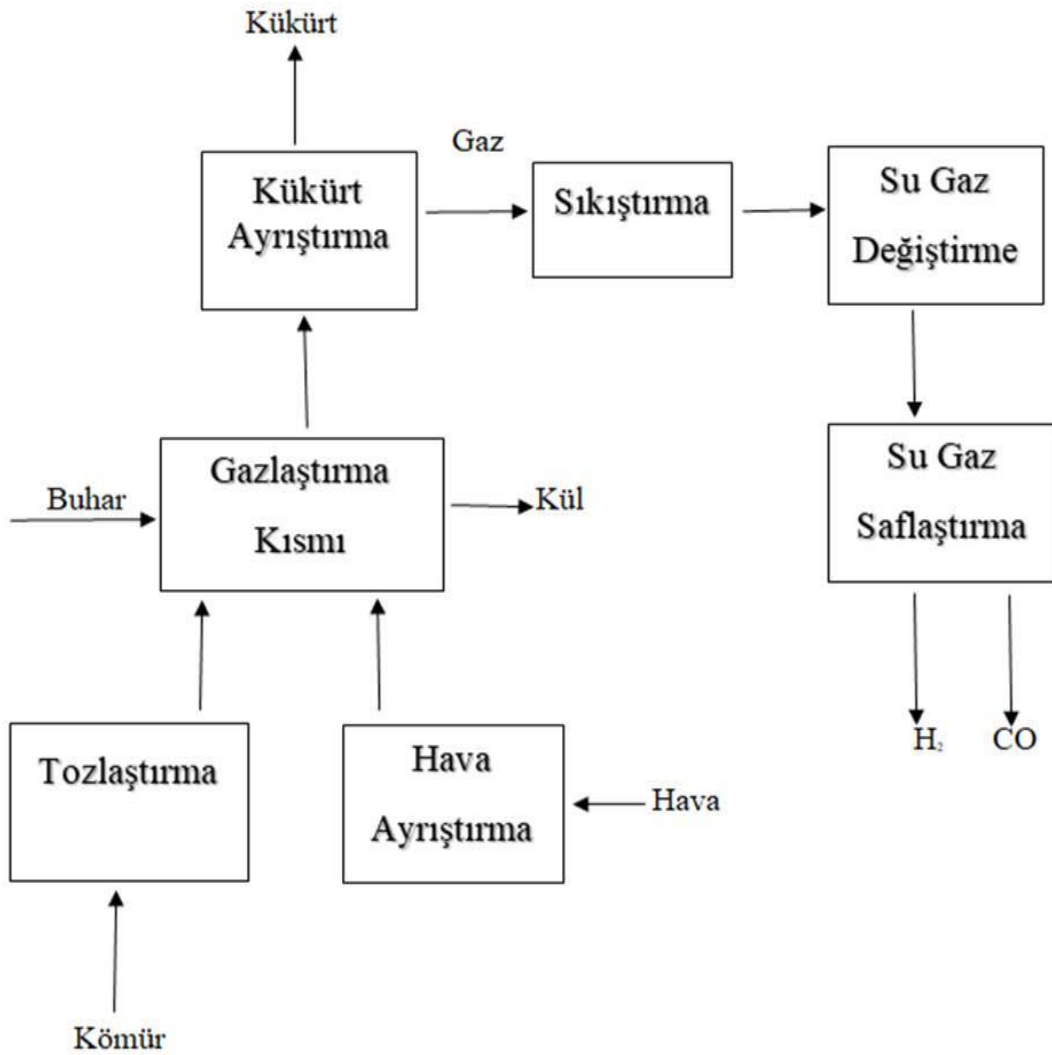 Kükürt
Kükürt
Ayrıştırma
Gaz
Sıkıştırma
Su Gaz
Değiştirme
Gazlaştırma
Kısmı
Buhar
Kül
Su Gaz
Saflaştırma
Tozlaştırma
Hava
Ayrıştırma
Hava
H₂
CO
Kömür